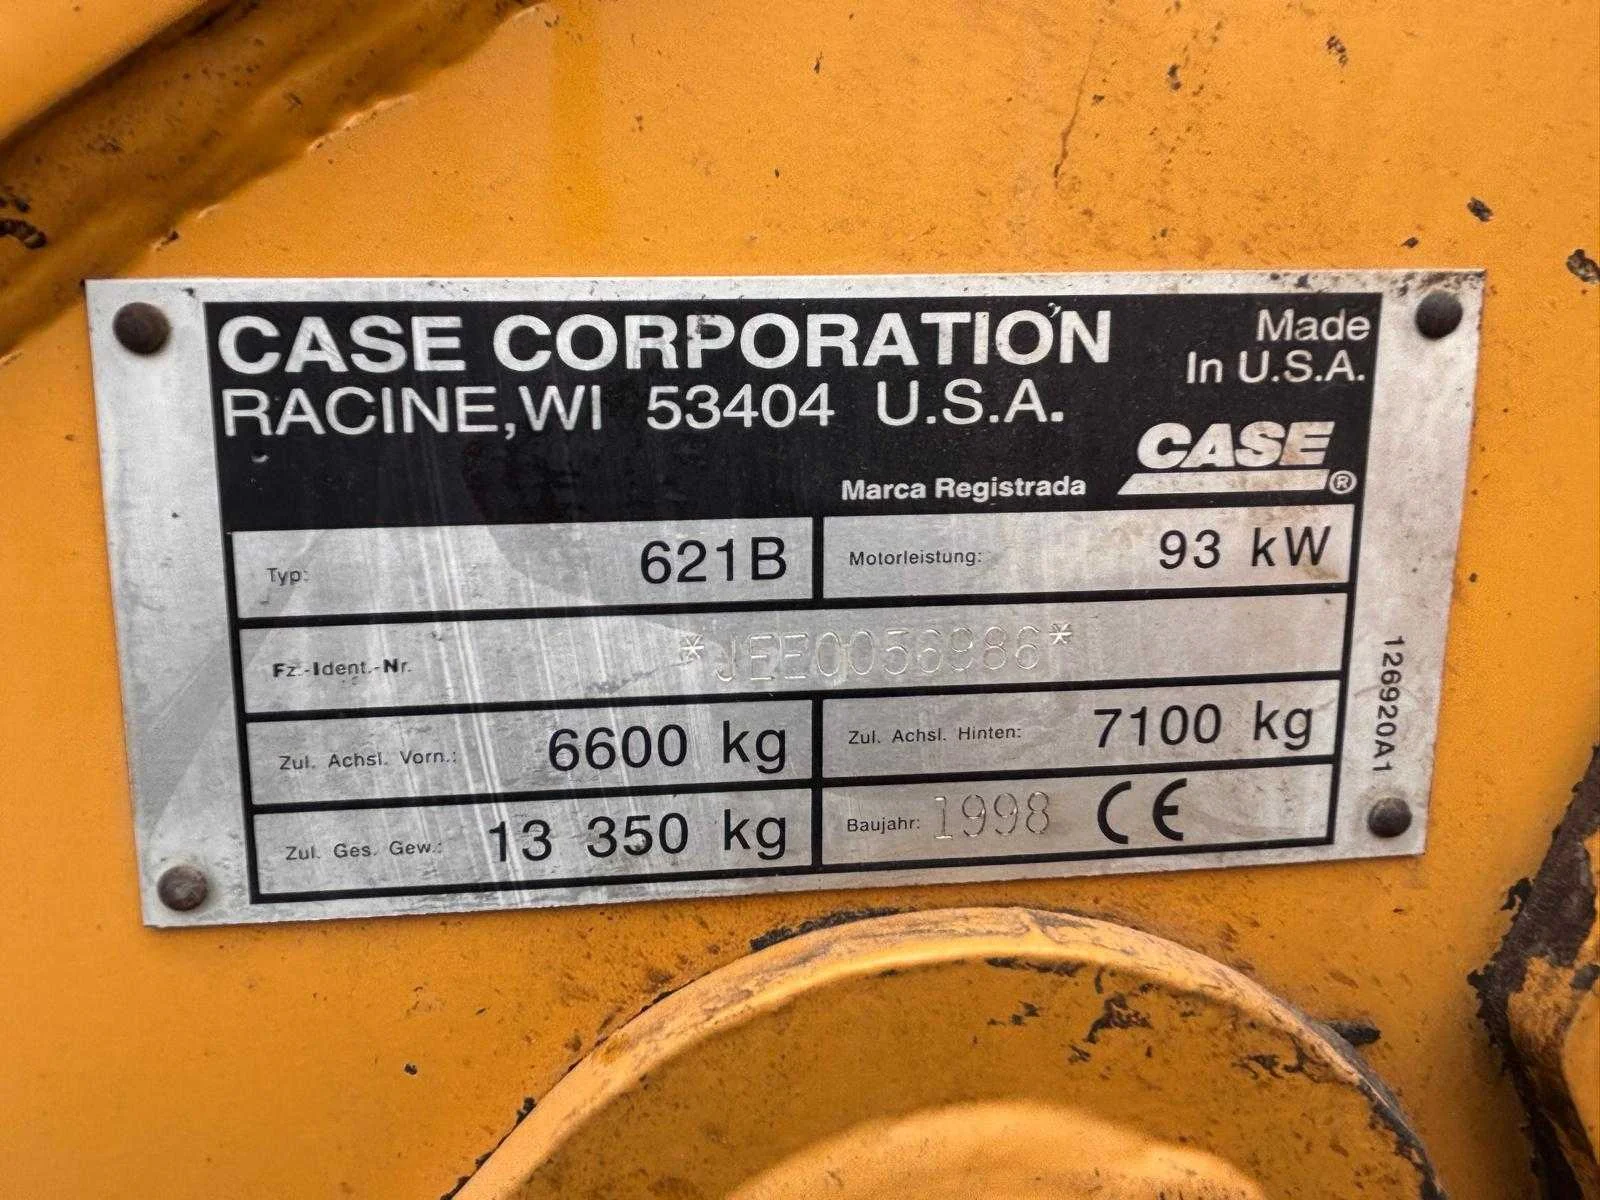 CASE CORPORATION
RACINE, WI 53404 U.S.A.
Made
In U.S.A.
CASE®
Marca Registrada
Typ: 621B
Motorleistung: 93 kW
Fz.-Ident.-Nr. *JEE0056986*
Zul. Achsl. Vorn.: 6600 kg
Zul. Achsl. Hinten: 7100 kg
Zul. Ges. Gew.: 13 350 kg
Baujahr: 1998 CE
126920A1